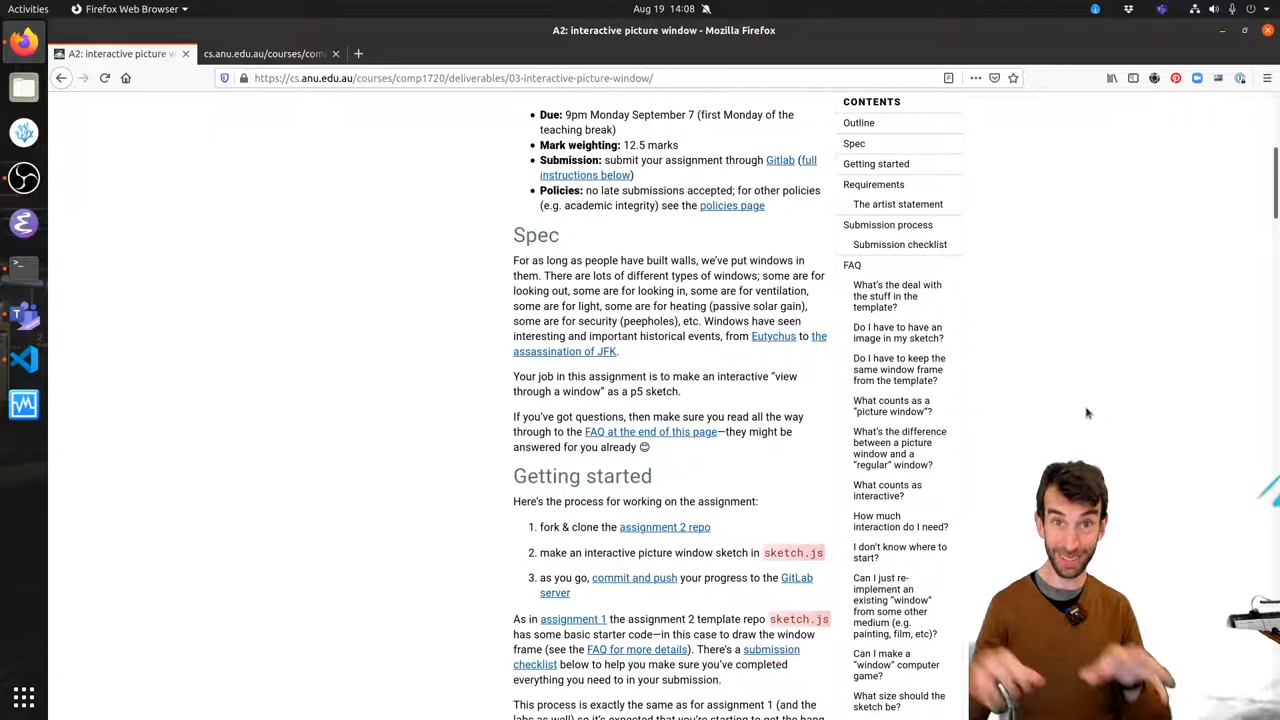 Activities
Firefox Web Browser
Aug 19 14:08
A2: interactive picture window - Mozilla Firefox
A2: interactive picture w
cs.anu.edu.au/courses/com
https://cs.anu.edu.au/courses/comp1720/deliverables/03-interactive-picture-window/
Due: 9pm Monday September 7 (first Monday of the
teaching break)
Mark weighting: 12.5 marks
Submission: submit your assignment through Gitlab (full
instructions below)
Policies: no late submissions accepted; for other policies
(e.g. academic integrity) see the policies page
Spec
For as long as people have built walls, we've put windows in
them. There are lots of different types of windows; some are for
looking out, some are for looking in, some are for ventilation,
some are for light, some are for heating (passive solar gain),
some are for security (peepholes), etc. Windows have seen
interesting and important historical events, from Eutychus to the
assassination of JFK.
Your job in this assignment is to make an interactive “view
through a window” as a p5 sketch.
If you've got questions, then make sure you read all the way
through to the FAQ at the end of this page—they might be
answered for you already 😊
Getting started
Here's the process for working on the assignment:
1. fork & clone the assignment 2 repo
2. make an interactive picture window sketch in sketch.js
3. as you go, commit and push your progress to the GitLab
server
As in assignment 1 the assignment 2 template repo sketch.js
has some basic starter code—in this case to draw the window
frame (see the FAQ for more details). There's a submission
checklist below to help you make sure you've completed
everything you need to in your submission.
This process is exactly the same as for assignment 1 (and the
labs as well) so it's expected that you're starting to get the hang
CONTENTS
Outline
Spec
Getting started
Requirements
The artist statement
Submission process
Submission checklist
FAQ
What's the deal with
the stuff in the
template?
Do I have to have an
image in my sketch?
Do I have to keep the
same window frame
from the template?
What counts as a
“picture window”?
What's the difference
between a picture
window and a
“regular” window?
What counts as
interactive?
How much
interaction do I need?
I don't know where to
start?
Can I just re-
implement an
existing “window”
from some other
medium (e.g.
painting, film, etc)?
Can I make a
“window” computer
game?
What size should the
sketch be?